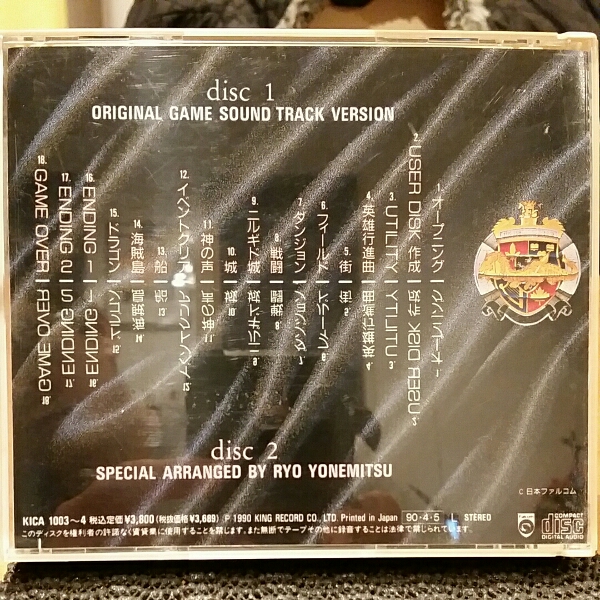 disc 1
ORIGINAL GAME SOUND TRACK VERSION
1. オープニング
2. USER DISK 作成
3. UTILITY
4. 英雄行進曲
5. 街
6. フィールド
7. ダンジョン
8. 戦闘
9. ニルギド城
10. 城
11. 神の声
12. イベントクリア
13. 船
14. 海賊島
15. ドルゲン
16. ENDING 1
17. ENDING 2
18. GAME OVER
disc 2
SPECIAL ARRANGED BY RYO YONEMITSU
C 日本ファルコム
KICA 1003〜4 税込定価¥3,800(税抜価格¥3,689) ℗ 1990 KING RECORD CO., LTD. Printed in Japan 90・4・5 STEREO
このディスクを権利者の許諾なく賃貸業に使用することを禁じます。また無断でテープその他に録音することは法律で禁じられています。
COMPACT
disc
DIGITAL AUDIO